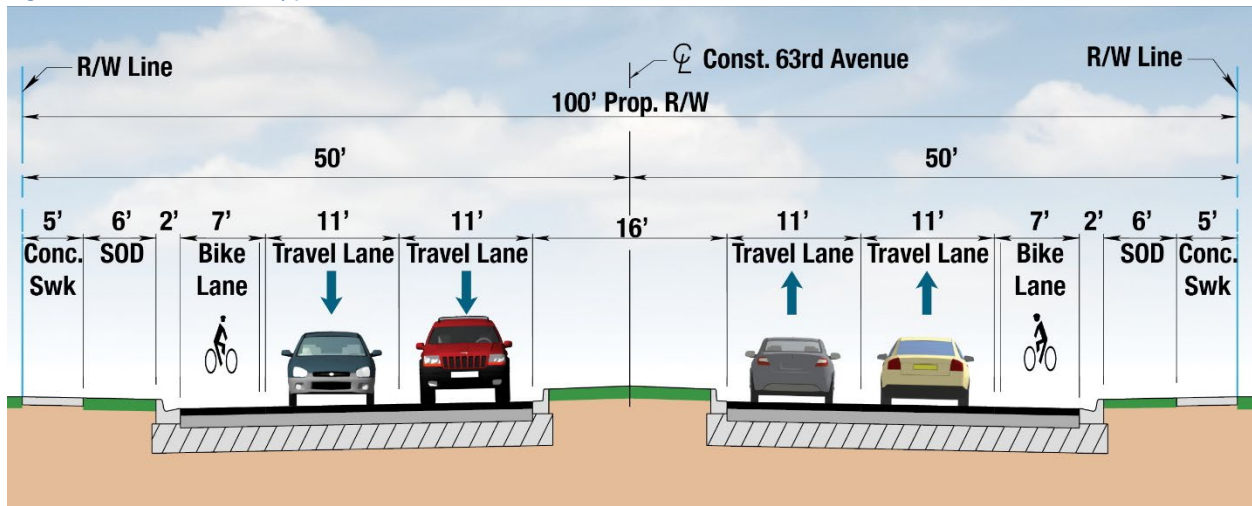 R/W Line
℄ Const. 63rd Avenue
R/W Line
100' Prop. R/W
50'
50'
5' 6' 2' 7' 11' 11' 16' 11' 11' 7' 2' 6' 5'
Conc. SOD Bike Travel Lane Travel Lane Travel Lane Travel Lane Bike SOD Conc.
Swk Lane Lane Swk